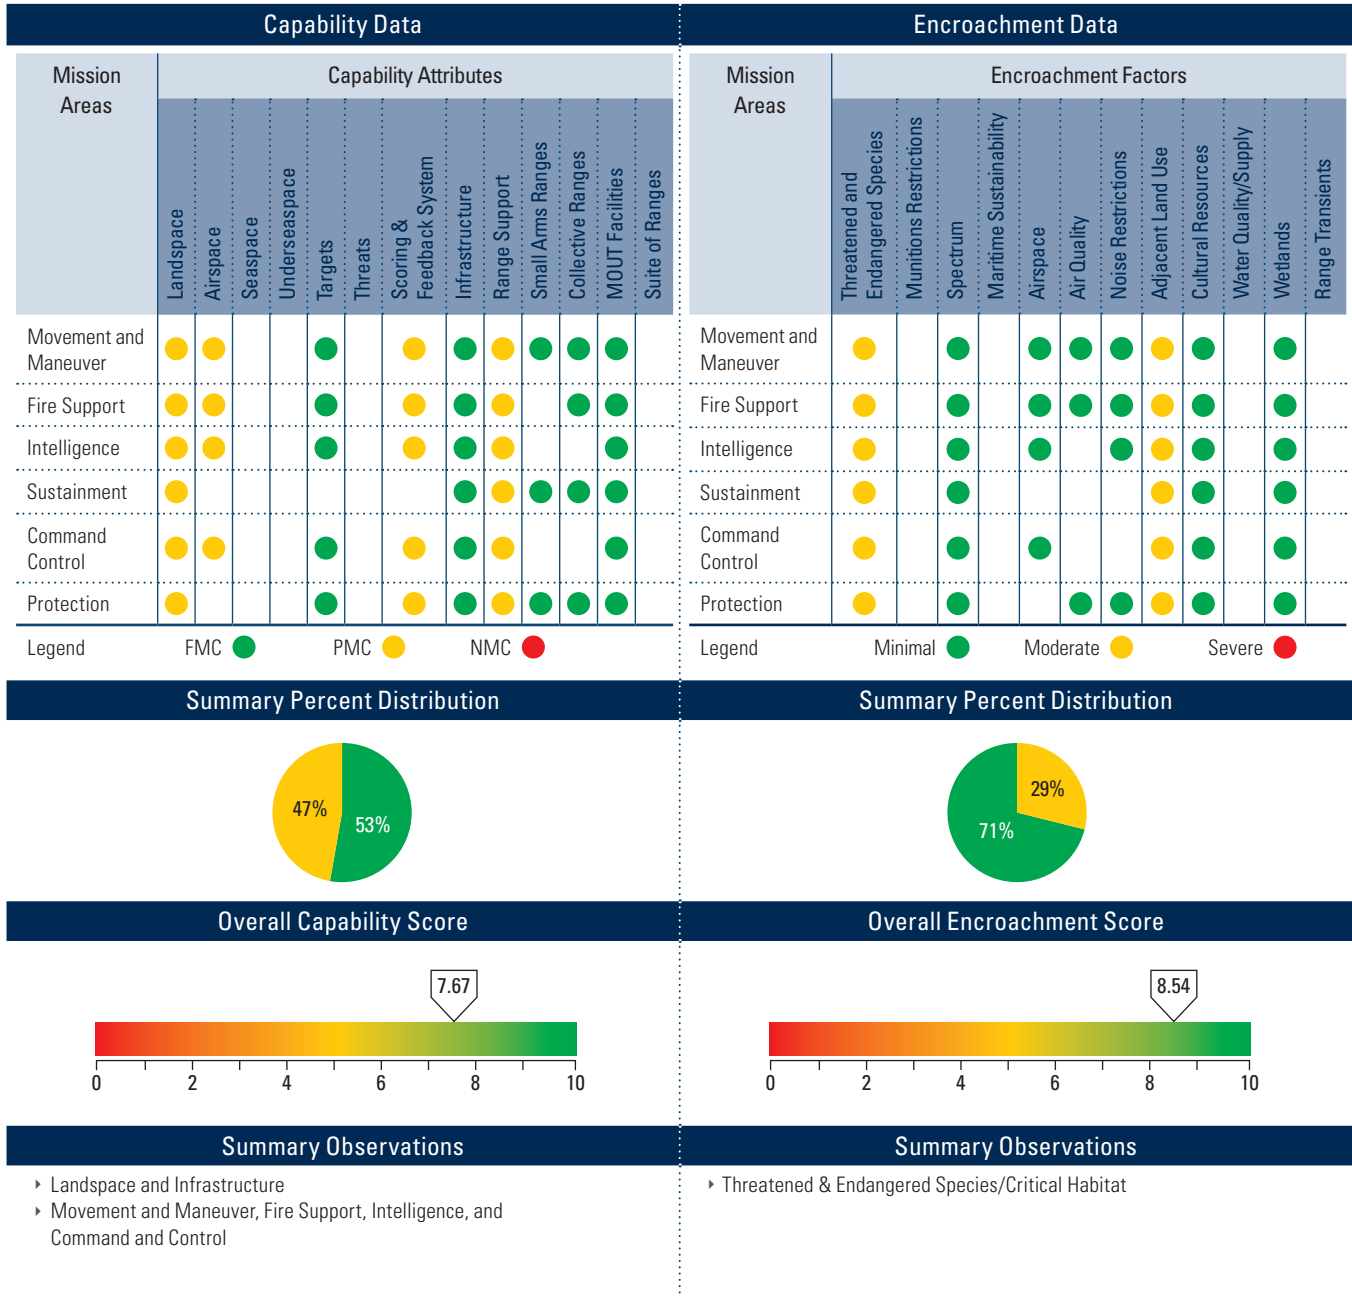 Capability Data
Mission
Areas
Capability Attributes
Landspace
Airspace
Seaspace
Underseaspace
Targets
Threats
Scoring &
Feedback System
Infrastructure
Range Support
Small Arms Ranges
Collective Ranges
MOUT Facilities
Suite of Ranges
Movement and
Maneuver
Fire Support
Intelligence
Sustainment
Command
Control
Protection
Legend
FMC
PMC
NMC
Summary Percent Distribution
47%
53%
Overall Capability Score
7.67
0 2 4 6 8 10
Summary Observations
‣ Landspace and Infrastructure
‣ Movement and Maneuver, Fire Support, Intelligence, and
Command and Control
Encroachment Data
Mission
Areas
Encroachment Factors
Threatened and
Endangered Species
Munitions Restrictions
Spectrum
Maritime Sustainability
Airspace
Air Quality
Noise Restrictions
Adjacent Land Use
Cultural Resources
Water Quality/Supply
Wetlands
Range Transients
Movement and
Maneuver
Fire Support
Intelligence
Sustainment
Command
Control
Protection
Legend
Minimal
Moderate
Severe
Summary Percent Distribution
29%
71%
Overall Encroachment Score
8.54
0 2 4 6 8 10
Summary Observations
‣ Threatened & Endangered Species/Critical Habitat